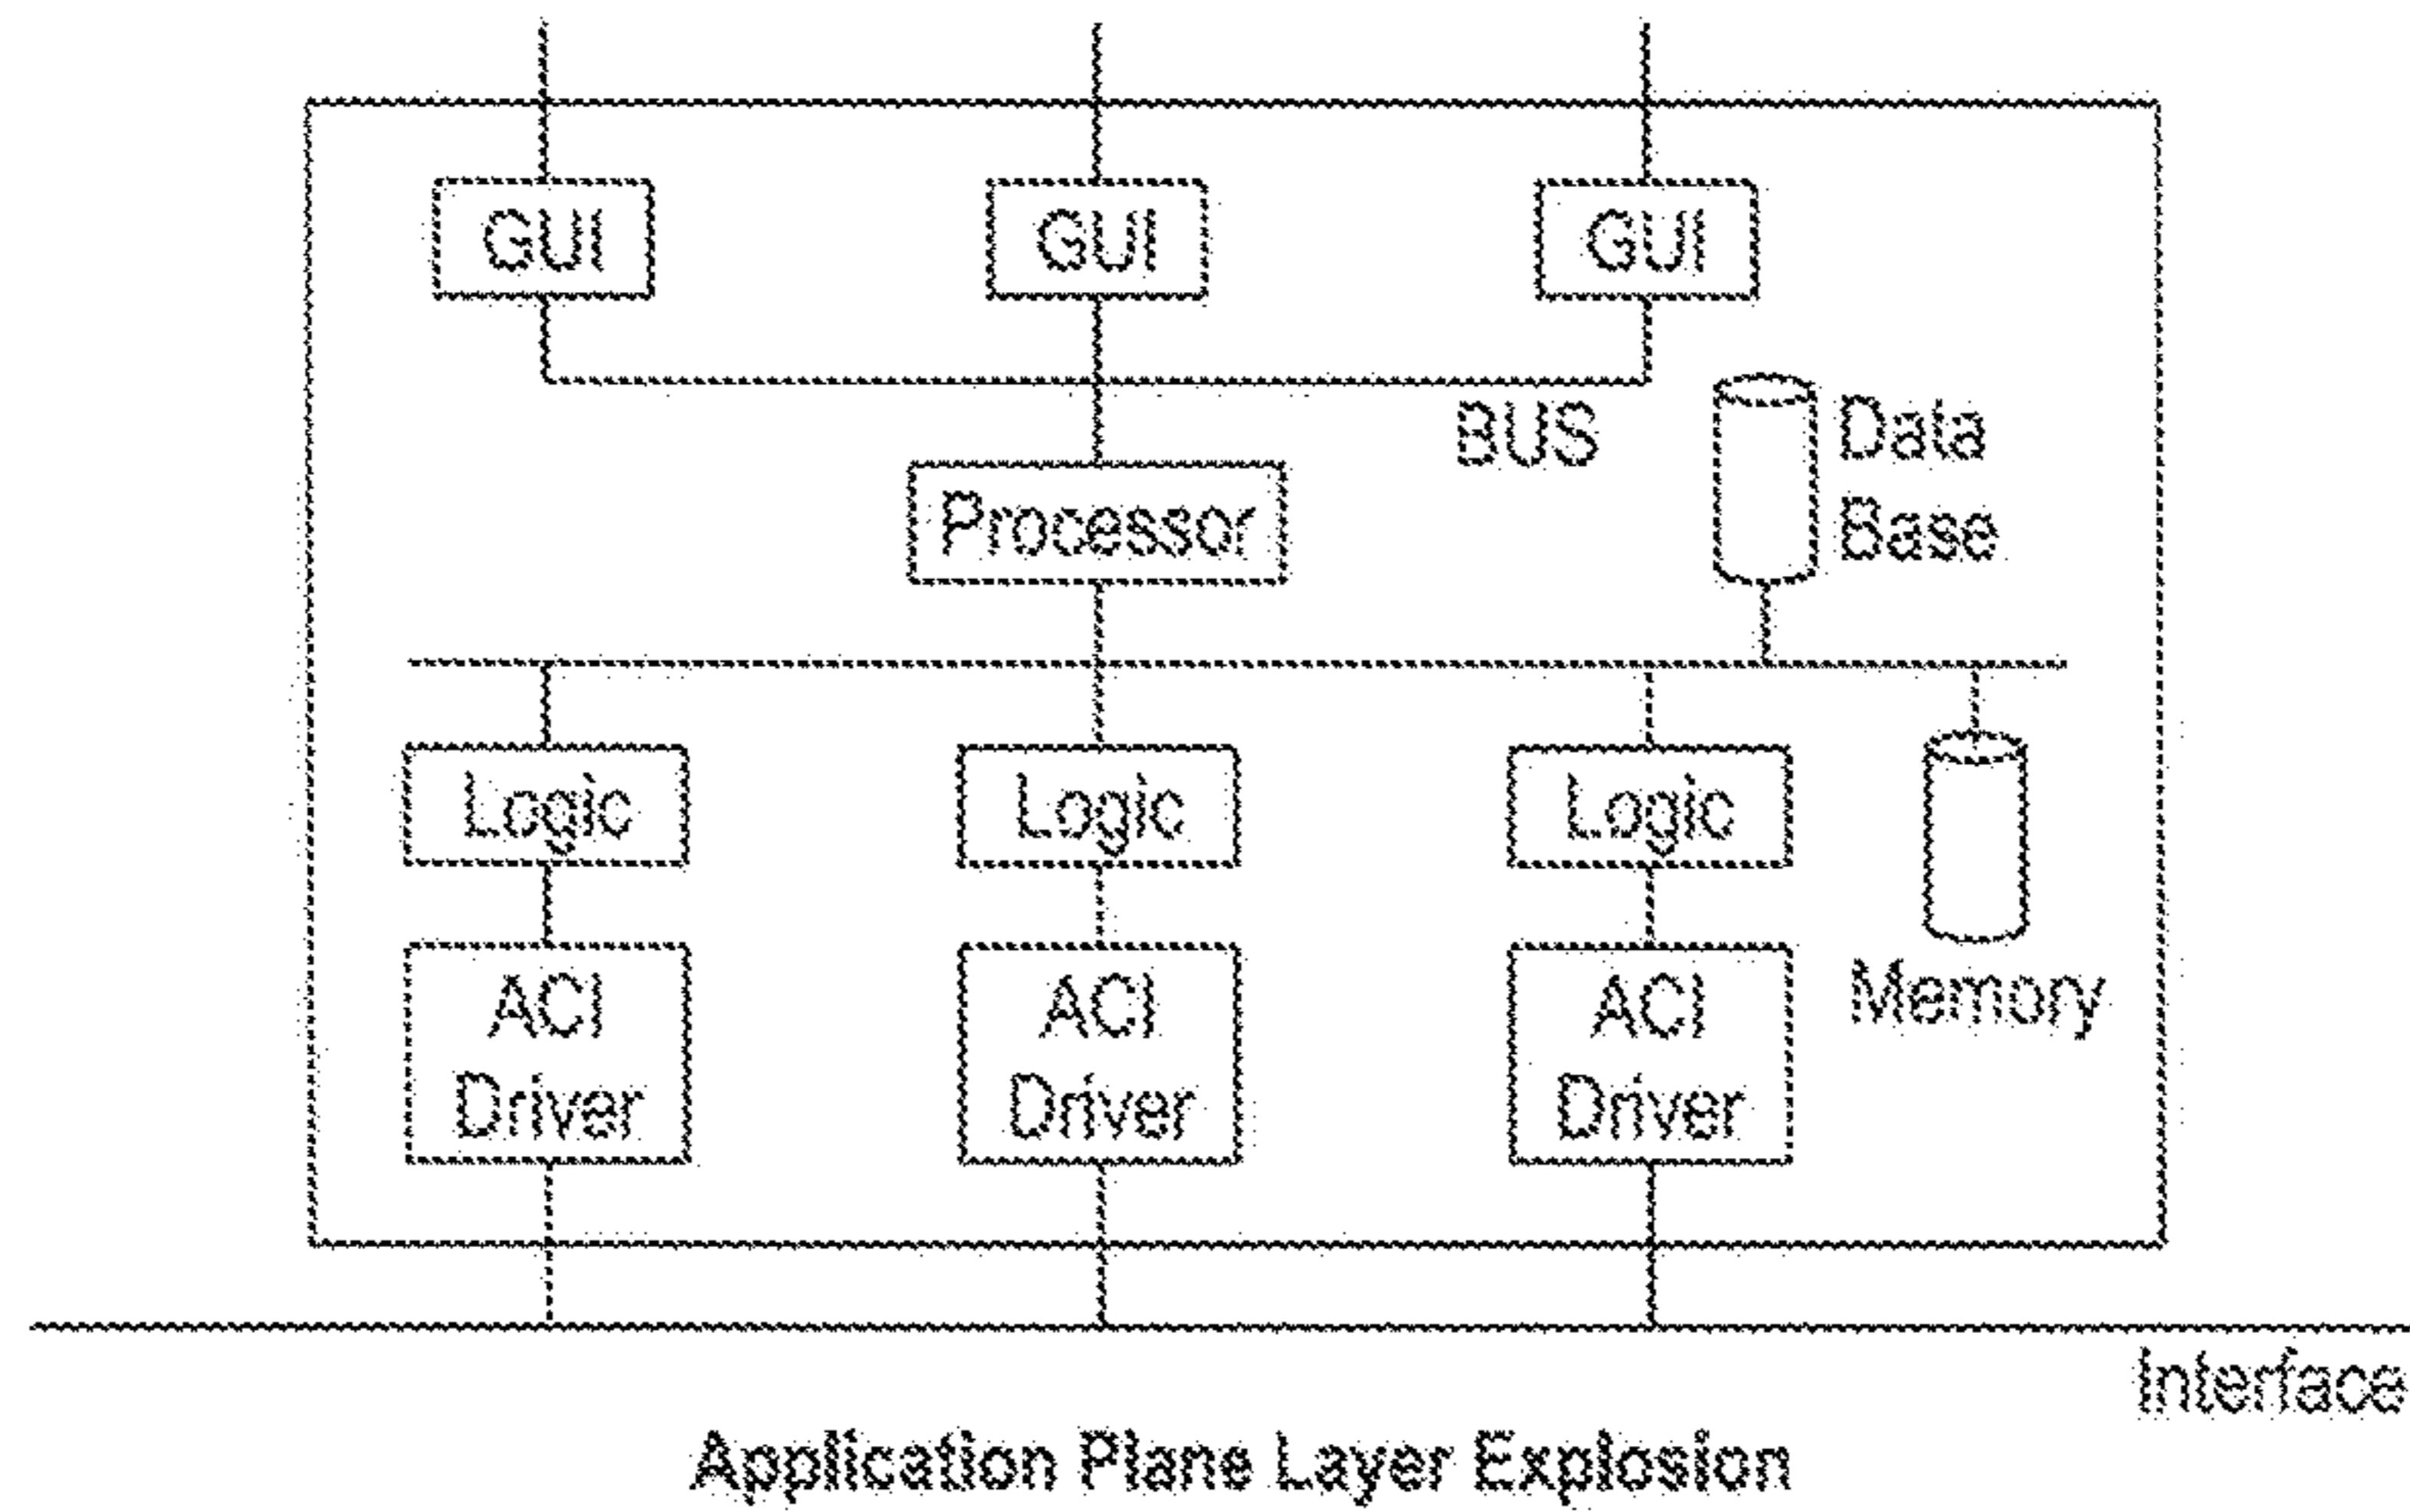 GUI
GUI
GUI
BUS
Data
Base
Processor
Logic
Logic
Logic
ACI
Driver
ACI
Driver
ACI
Driver
Memory
Interface
Application Plane Layer Explosion